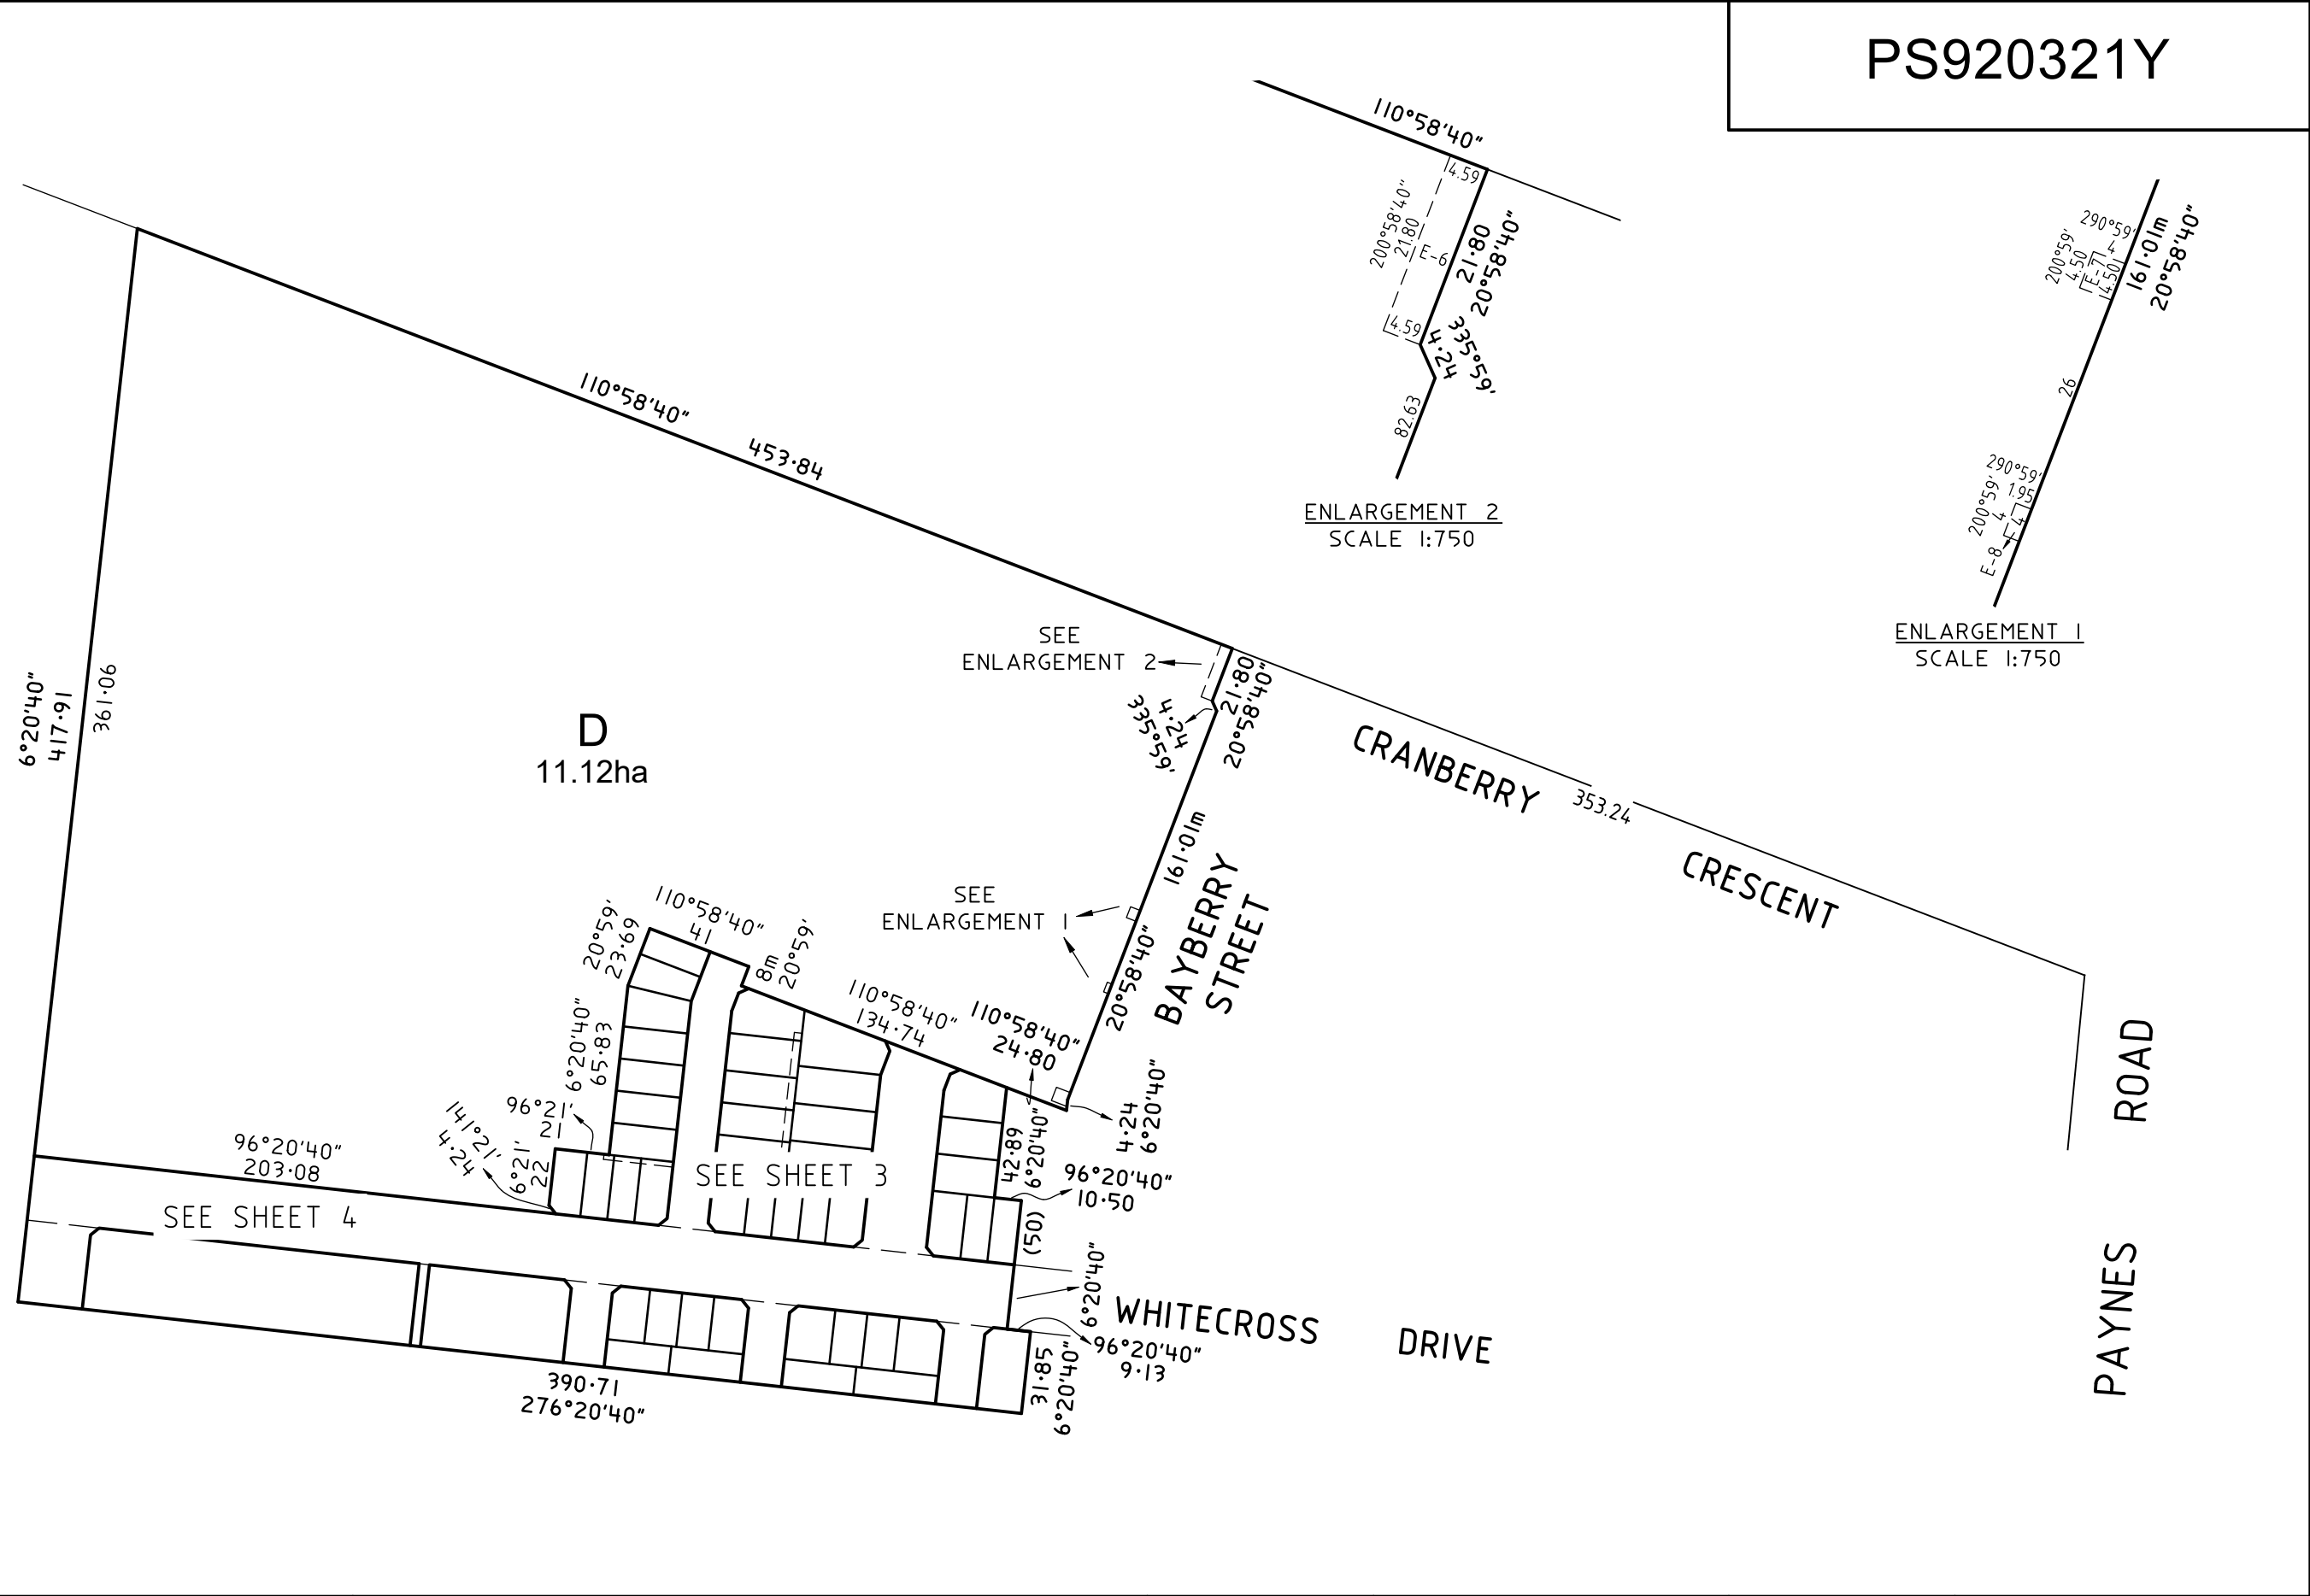 PS920321Y
110°58'40"
4.59
200°58'40"
21.80
E-6
21·80
20°58'40"
4.59
4·24
335°59'
82.63
ENLARGEMENT 2
SCALE 1:750
290°59'
4
200°59'
4.50
E-7
4.50
161·01m
20°58'40"
26
290°59'
1.95
200°59'
4
4
E-8
ENLARGEMENT 1
SCALE 1:750
110°58'40"
453·84
6°20'40"
417·91
361·06
D
11.12ha
SEE
ENLARGEMENT 2
21·80
20°58'40"
4·24
335°59'
CRANBERRY
353.24
CRESCENT
161·01m
BAYBERRY
STREET
SEE
ENLARGEMENT 1
20°58'40"
110°58'40"
41
20°59'
23·69
8m
20°59'
110°58'40"
134·74
110°58'40"
24·80
6°20'40"
65·83
96°21'
21
141°21'
4·24
6°21'
22
96°20'40"
203·08
SEE SHEET 3
42·89
6°20'40"
4·24
6°20'40"
96°20'40"
10·50
(50)
SEE SHEET 4
6°20'40"
WHITECROSS
DRIVE
96°20'40"
9·13
31·85
6°20'40"
390·71
276°20'40"
PAYNES
ROAD